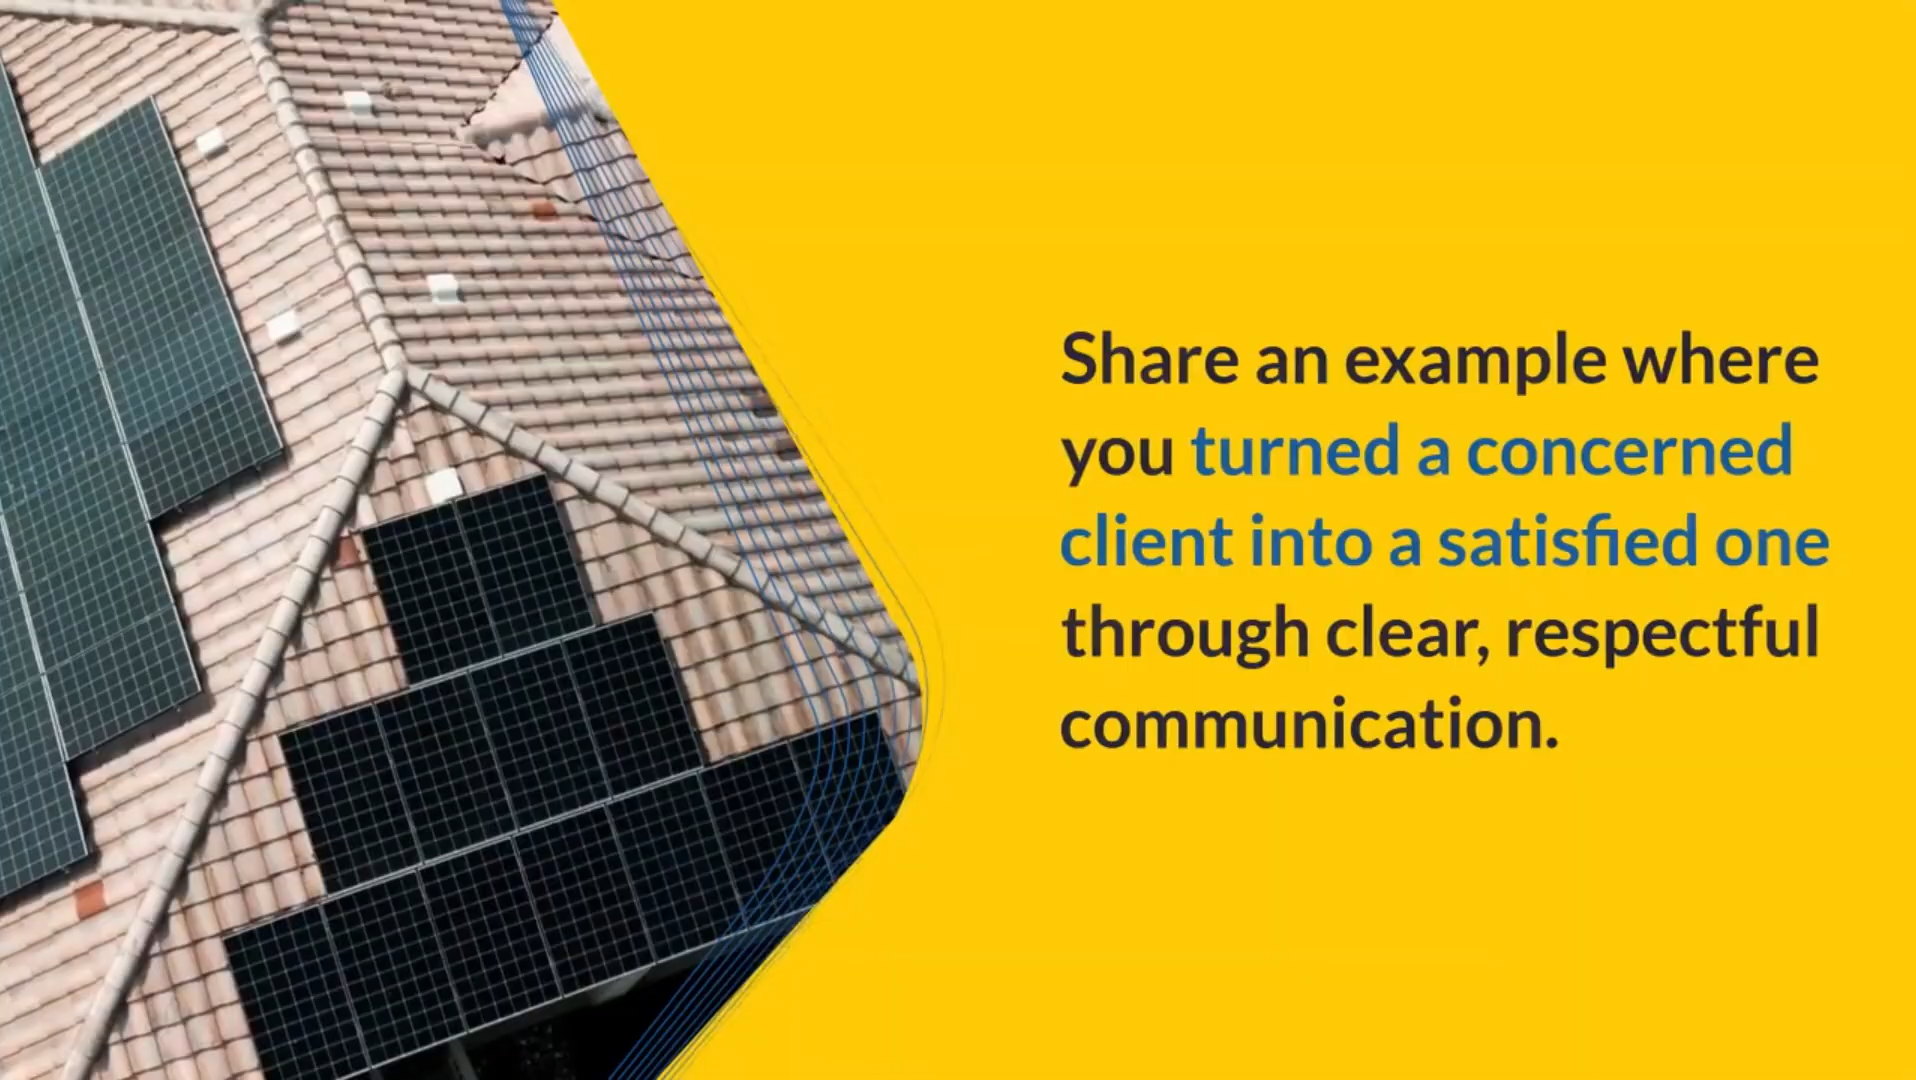 Share an example where
you turned a concerned
client into a satisfied one
through clear, respectful
communication.